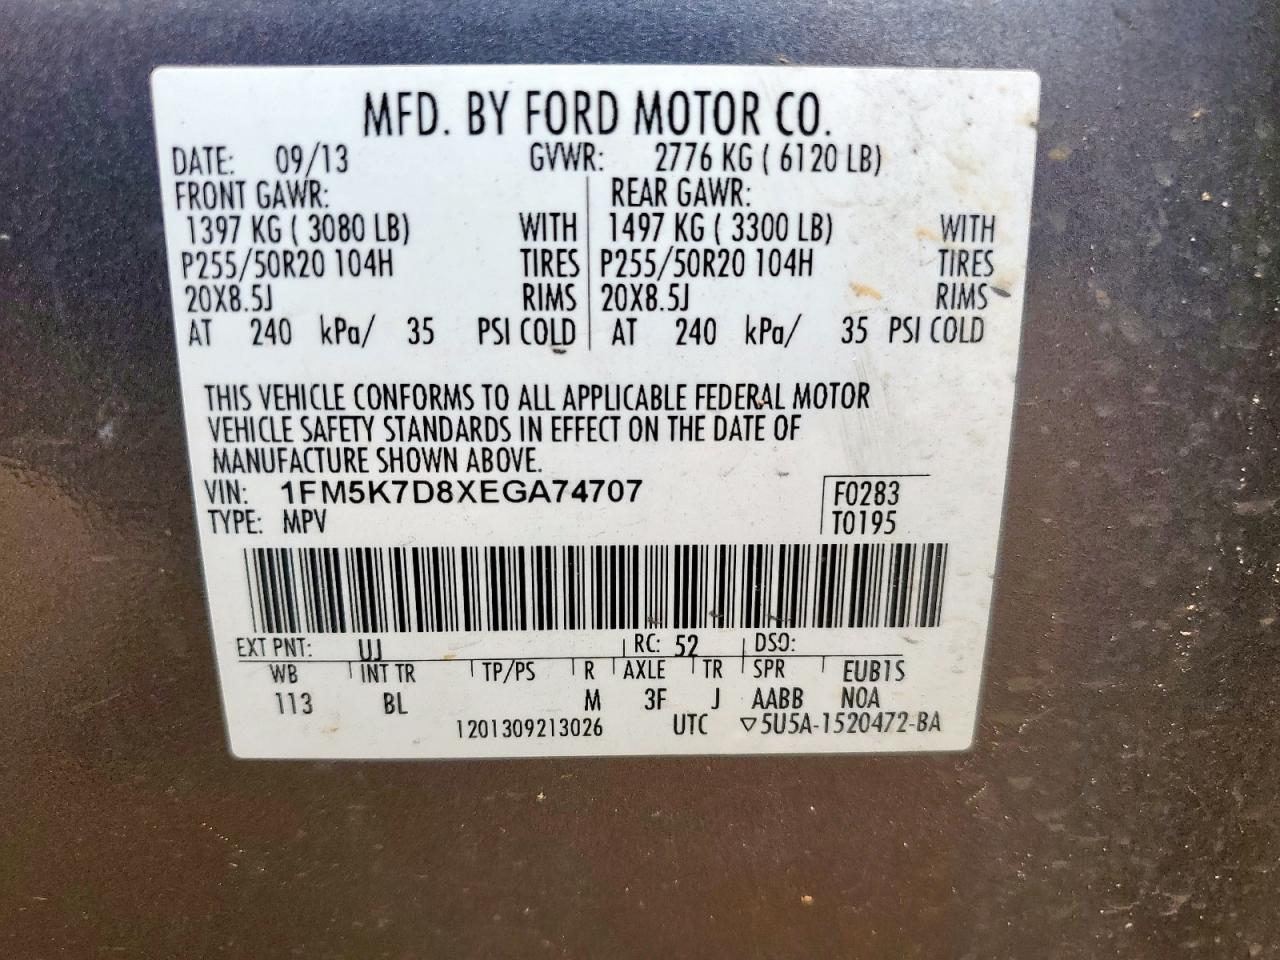 MFD. BY FORD MOTOR CO.
DATE: 09/13 GVWR: 2776 KG ( 6120 LB)
FRONT GAWR: REAR GAWR:
1397 KG ( 3080 LB) WITH 1497 KG ( 3300 LB) WITH
P255/50R20 104H TIRES P255/50R20 104H TIRES
20X8.5J RIMS 20X8.5J RIMS
AT 240 kPa/ 35 PSI COLD AT 240 kPa/ 35 PSI COLD
THIS VEHICLE CONFORMS TO ALL APPLICABLE FEDERAL MOTOR
VEHICLE SAFETY STANDARDS IN EFFECT ON THE DATE OF
MANUFACTURE SHOWN ABOVE.
VIN: 1FM5K7D8XEGA74707 F0283
TYPE: MPV T0195
EXT PNT: UJ RC: 52 DSO:
WB INT TR TP/PS R AXLE TR SPR EUB1S
113 BL M 3F J AABB NOA
1201309213026 UTC ▽5U5A-1520472-BA